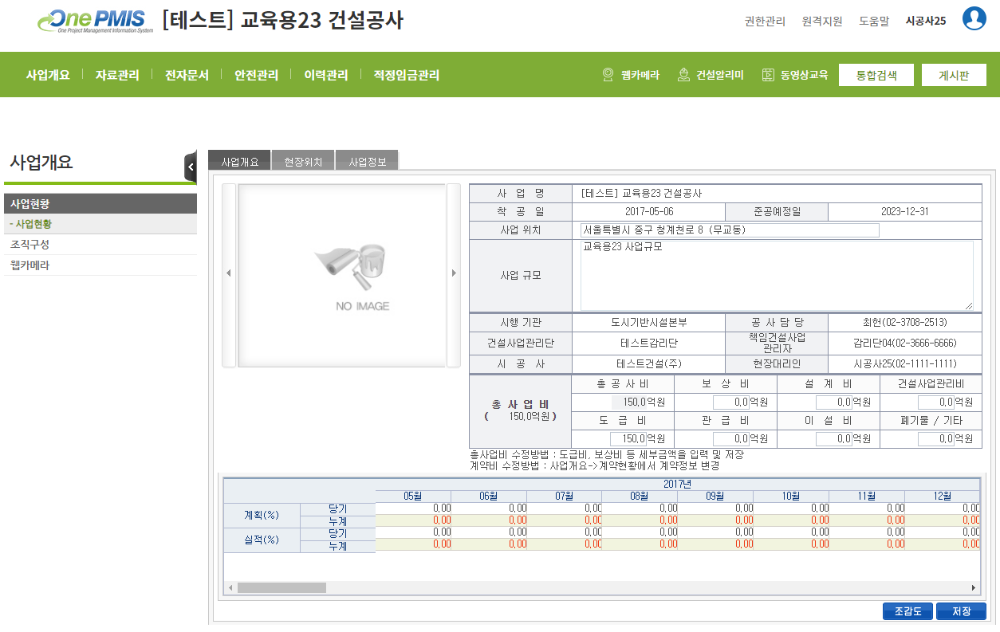 One PMIS
One Project Management Information System
[테스트] 교육용23 건설공사
권한관리 원격지원 도움말 시공사25
사업개요 자료관리 전자문서 안전관리 이력관리 적정임금관리
웹카메라 건설알리미 동영상교육 통합검색 게시판
사업개요
사업현황
- 사업현황
조직구성
웹카메라
사업개요 현장위치 사업정보
NO IMAGE
사 업 명 [테스트] 교육용23 건설공사
착 공 일 2017-05-06 준공예정일 2023-12-31
사업 위치 서울특별시 중구 청계천로 8 (무교동)
사업 규모 교육용23 사업규모
시행 기관 도시기반시설본부 공 사 담 당 최헌(02-3708-2513)
건설사업관리단 테스트감리단 책임건설사업관리자 감리단04(02-3666-6666)
시 공 사 테스트건설(주) 현장대리인 시공사25(02-1111-1111)
총 사 업 비
( 150.0억원 )
총 공 사 비 보 상 비 설 계 비 건설사업관리비
150.0억원 0.0억원 0.0억원 0.0억원
도 급 비 관 급 비 이 설 비 폐기물 / 기타
150.0억원 0.0억원 0.0억원 0.0억원
총사업비 수정방법 : 도급비, 보상비 등 세부금액을 입력 및 저장
계약비 수정방법 : 사업개요->계약현황에서 계약정보 변경
2017년
05월 06월 07월 08월 09월 10월 11월 12월
계획(%) 당기 0.00 0.00 0.00 0.00 0.00 0.00 0.00 0.00
누계 0.00 0.00 0.00 0.00 0.00 0.00 0.00 0.00
실적(%) 당기 0.00 0.00 0.00 0.00 0.00 0.00 0.00 0.00
누계 0.00 0.00 0.00 0.00 0.00 0.00 0.00 0.00
조감도 저장